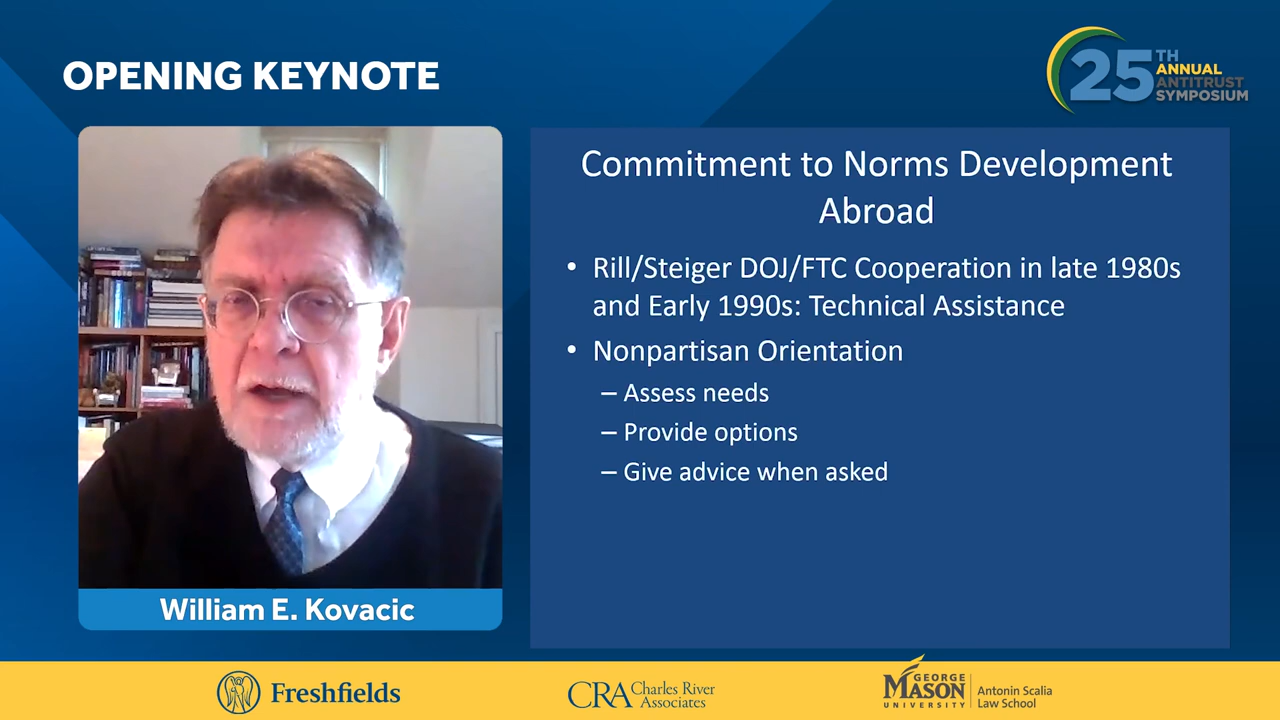 OPENING KEYNOTE
25TH
ANNUAL
ANTITRUST
SYMPOSIUM
Commitment to Norms Development
Abroad
• Rill/Steiger DOJ/FTC Cooperation in late 1980s
and Early 1990s: Technical Assistance
• Nonpartisan Orientation
– Assess needs
– Provide options
– Give advice when asked
William E. Kovacic
Freshfields
CRA Charles River
Associates
GEORGE
MASON
UNIVERSITY
Antonin Scalia
Law School